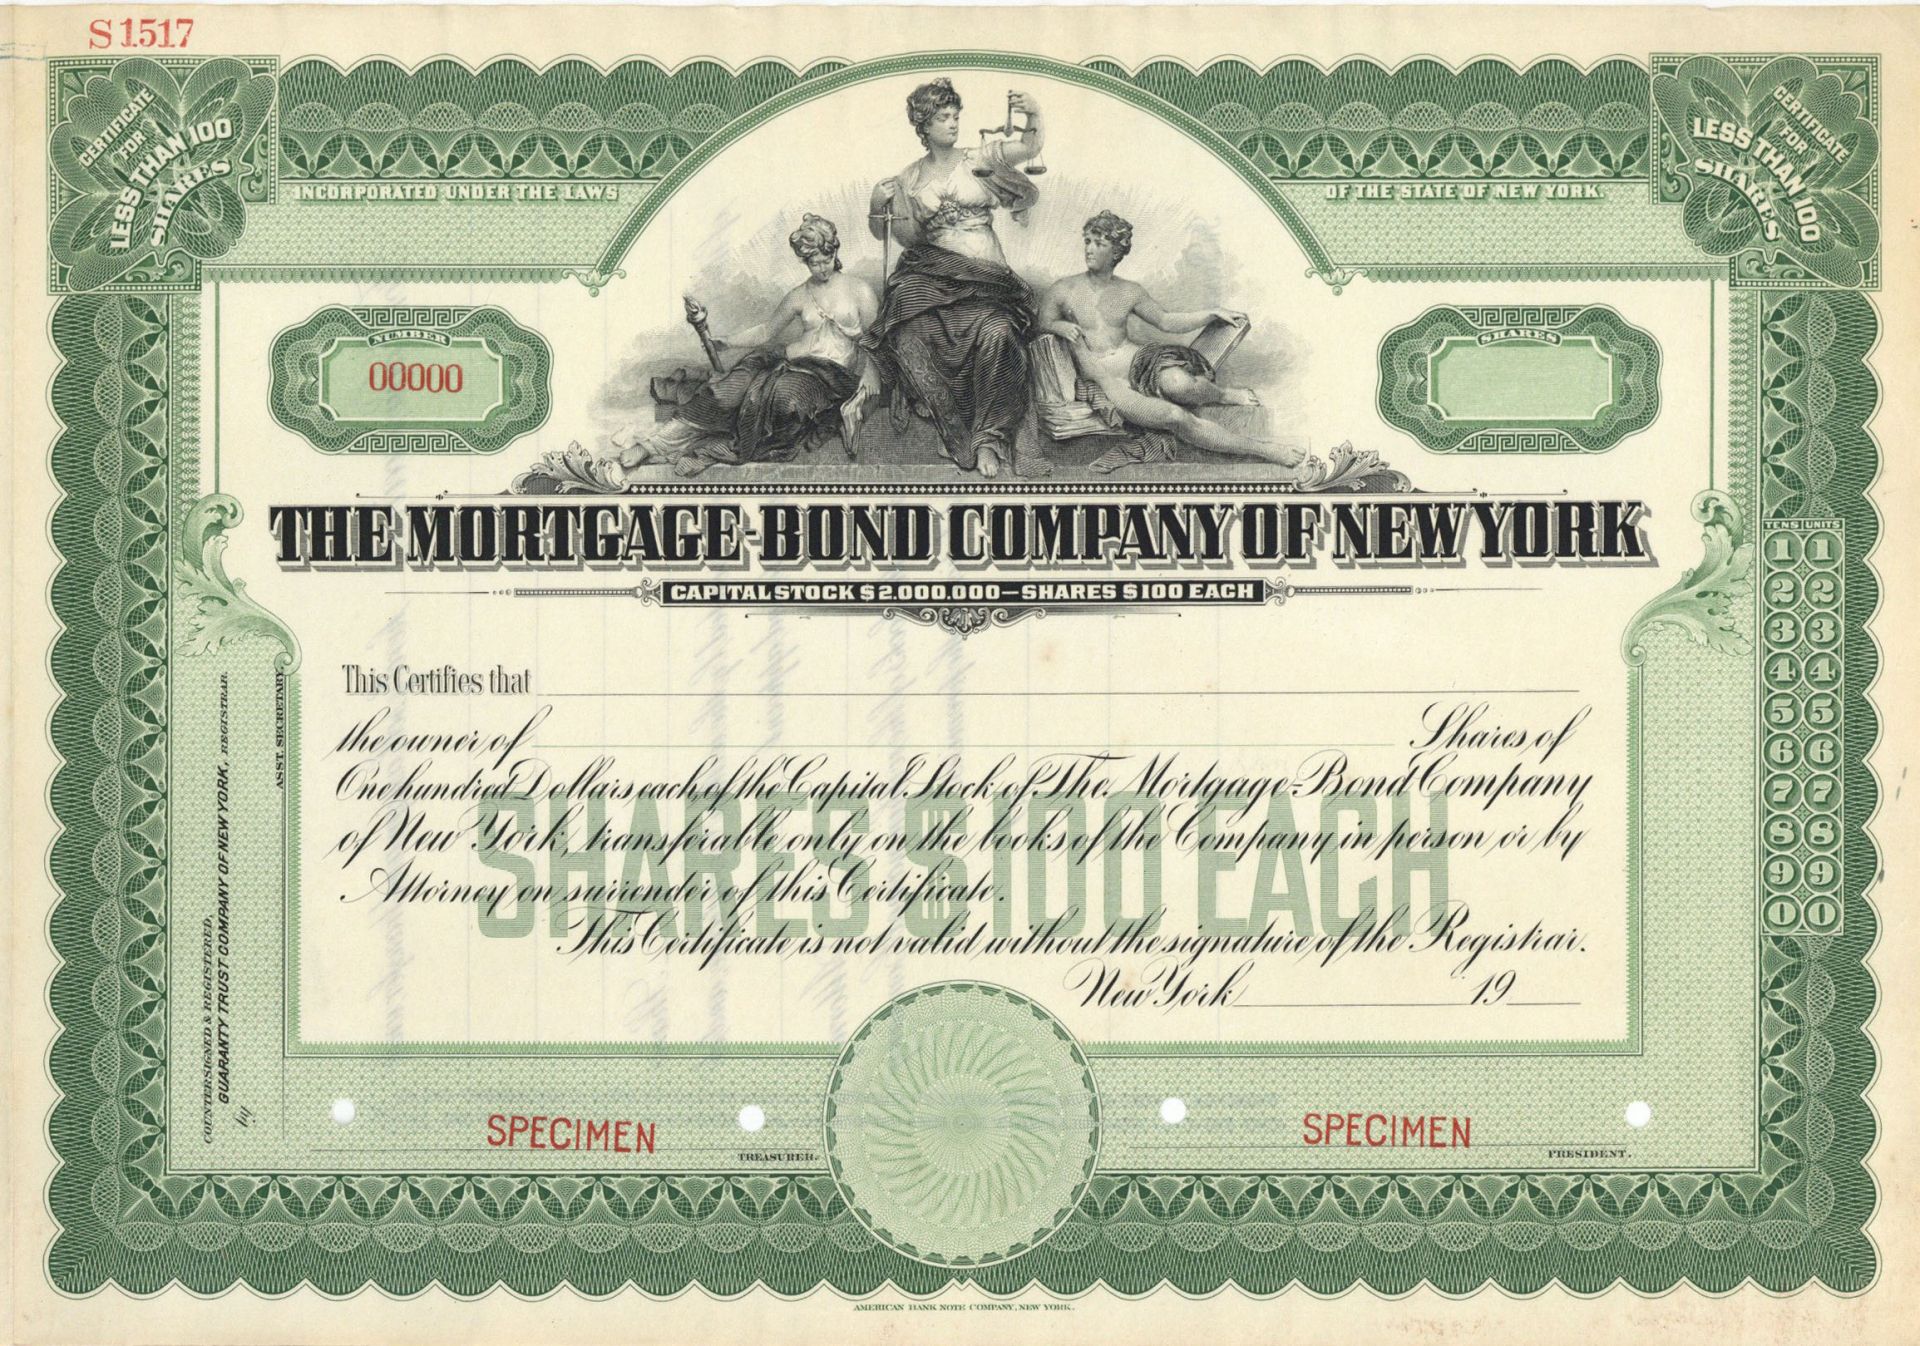 S 1517
CERTIFICATE
FOR
LESS THAN 100
SHARES
CERTIFICATE
FOR
LESS THAN 100
SHARES
INCORPORATED UNDER THE LAWS
OF THE STATE OF NEW YORK.
NUMBER
00000
SHARES
THE MORTGAGE-BOND COMPANY OF NEW YORK
CAPITAL STOCK $2,000,000—SHARES $100 EACH
TENS UNITS
1 1
2 2
3 3
4 4
5 5
6 6
7 7
8 8
9 9
0 0
This Certifies that
the owner of Shares of
One hundred Dollars each, of the Capital Stock of The Mortgage-Bond Company
of New York, transferable only on the books of the Company in person or by
Attorney on surrender of this Certificate.
This Certificate is not valid without the signature of the Registrar.
SHARES $100 EACH
New York 19
COUNTERSIGNED & REGISTERED
GUARANTY TRUST COMPANY OF NEW YORK, REGISTRAR.
by
ASST. SECRETARY.
SPECIMEN
TREASURER.
SPECIMEN
PRESIDENT.
AMERICAN BANK NOTE COMPANY, NEW YORK.